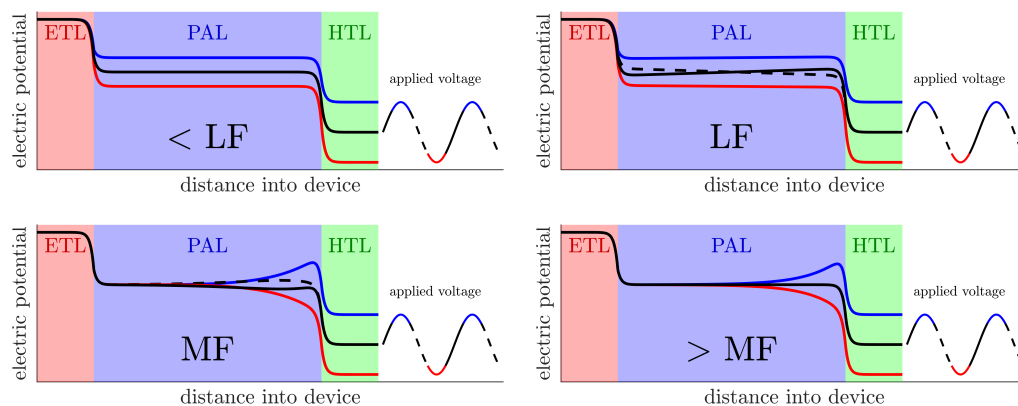 electric potential
ETL
PAL
HTL
applied voltage
< LF
distance into device
electric potential
ETL
PAL
HTL
applied voltage
LF
distance into device
electric potential
ETL
PAL
HTL
applied voltage
MF
distance into device
electric potential
ETL
PAL
HTL
applied voltage
> MF
distance into device